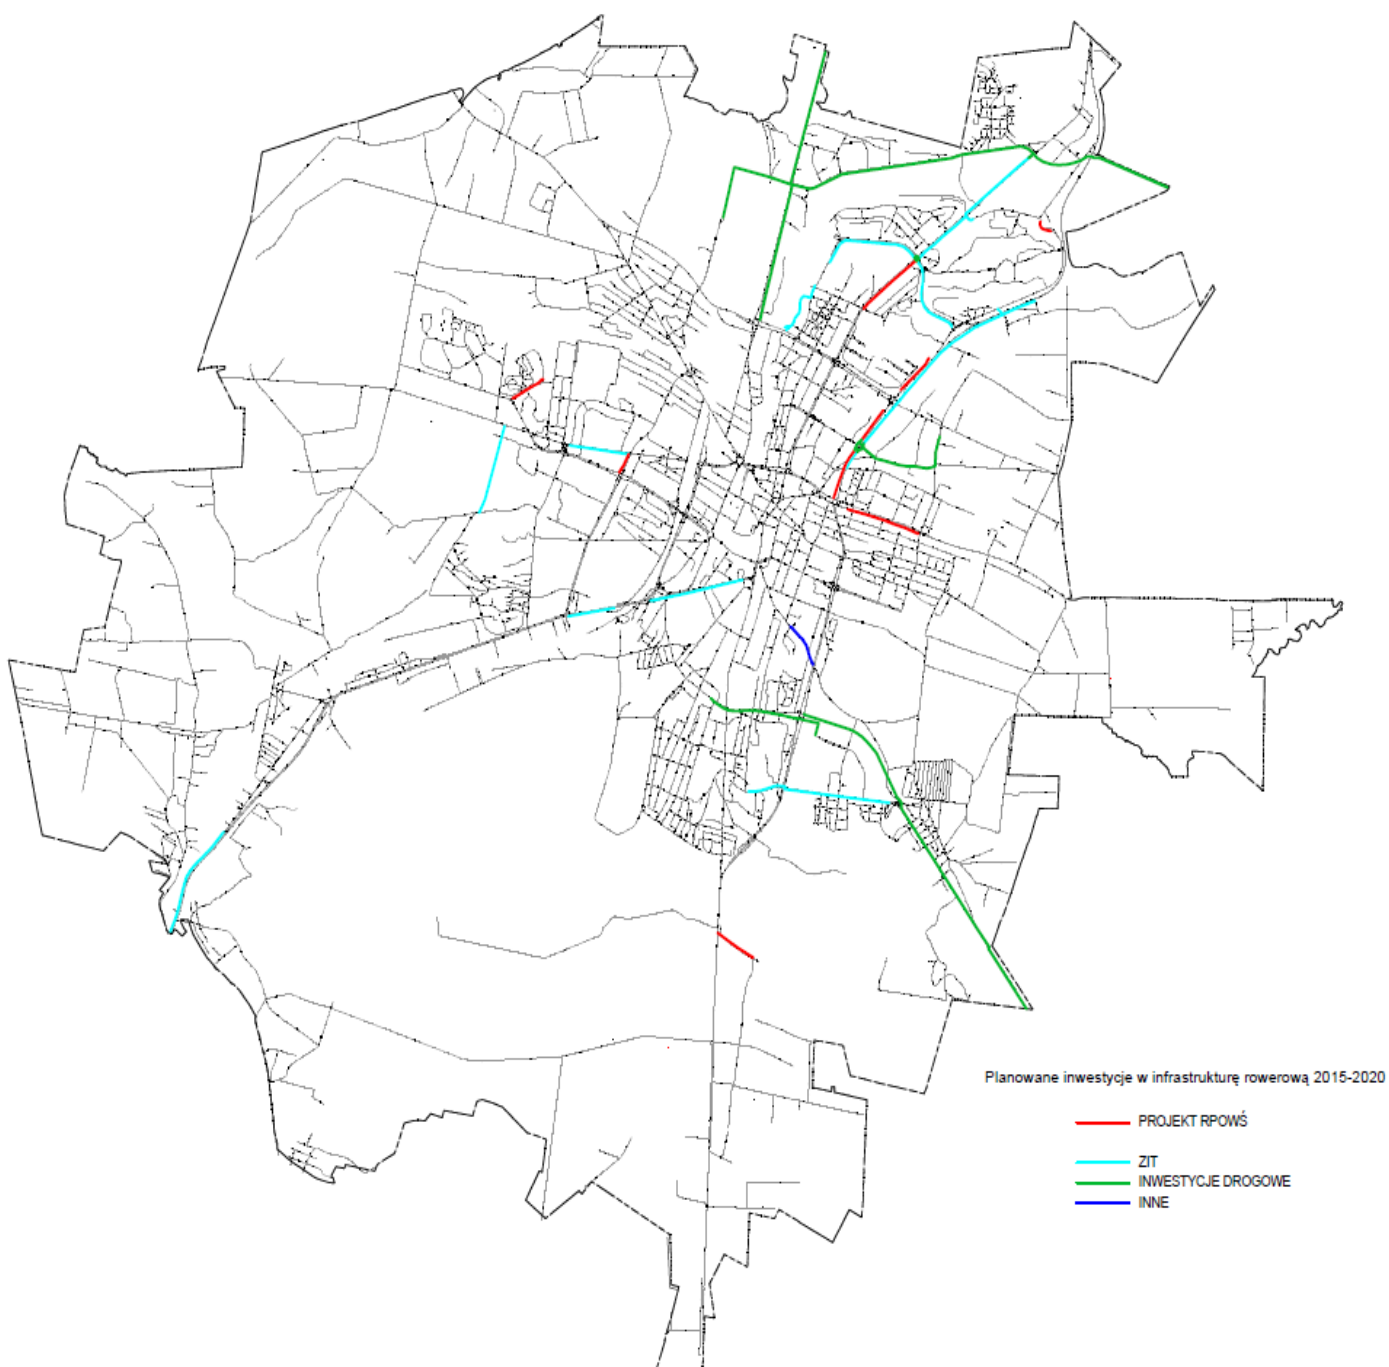 Planowane inwestycje w infrastrukturę rowerową 2015-2020
PROJEKT RPOWŚ
ZIT
INWESTYCJE DROGOWE
INNE